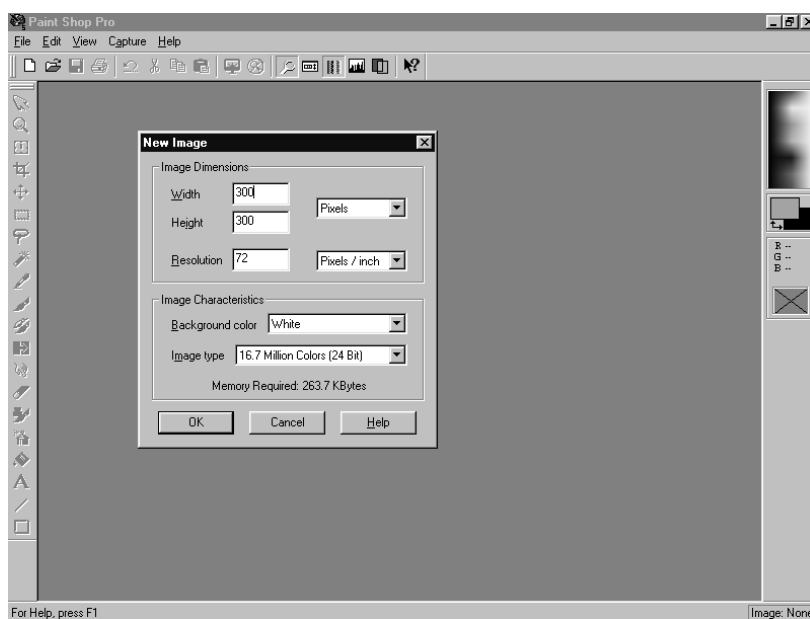 Paint Shop Pro
File Edit View Capture Help
New Image
Image Dimensions
Width 300 Pixels
Height 300
Resolution 72 Pixels / inch
Image Characteristics
Background color White
Image type 16.7 Million Colors (24 Bit)
Memory Required: 263.7 KBytes
OK Cancel Help
R --
G --
B --
A
For Help, press F1 Image: None